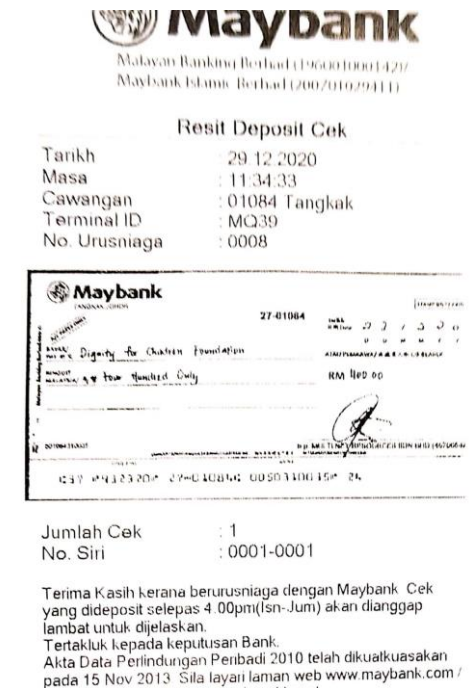 Maybank
Malayan Banking Berhad (196001000142)/
Maybank Islamic Berhad (200701029411)
Resit Deposit Cek
Tarikh : 29.12.2020
Masa : 11:34:33
Cawangan : 01084 Tangkak
Terminal ID : MQ39
No. Urusniaga : 0008
Maybank
TANGKAK, JOHOR
27-01084
Dignity for Children Foundation
Four Hundred Only
RM 400.00
Jumlah Cek : 1
No. Siri : 0001-0001
Terima Kasih kerana berurusniaga dengan Maybank Cek
yang dideposit selepas 4.00pm(Isn-Jum) akan dianggap
lambat untuk dijelaskan.
Tertakluk kepada keputusan Bank.
Akta Data Perlindungan Peribadi 2010 telah dikuatkuasakan
pada 15 Nov 2013 Sila layari laman web www.maybank.com /